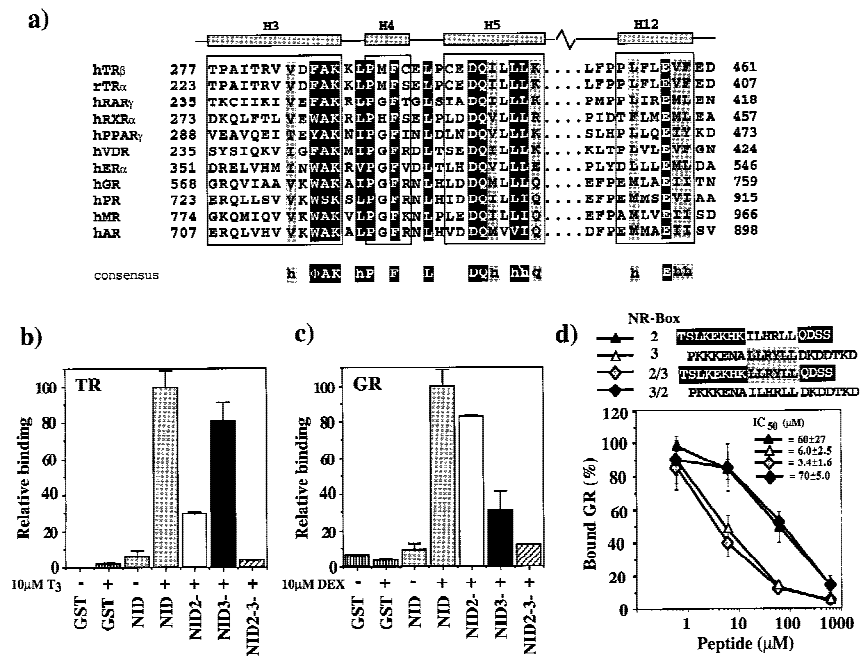 a)
H3 H4 H5 H12
hTRβ 277 TPAITRVVDFAKKLPMFCELPCEDQIILLK....LFPPLFLEVFED 461
rTRα 223 TPAITRVVDFAKKLPMFCELPCEDQIILLK....LFPPLFLEVFED 407
hRARγ 235 TKCIIKIVEFAKRLPGFTGLSIADQITLLK....PMPPLIREMLEN 418
hRXRα 273 DKQLFTLVEWAKRIPHFSELPLDDQVILLR....PIDTFLMEMLEA 457
hPPARγ 288 VEAVQEITEYAKNIPGFINLDLNDQVTLLK....SLHPLLQEIYKD 473
hVDR 235 SYSIQKVIGFAKMIPGFRDLTSEDQIVLLK....KLTPLVLEVFGN 424
hERα 351 DRELVHMINWAKRVPGFVDLTLHDQVHLLE....PLYDLLLEMLDA 546
hGR 568 GRQVIAAVKWAKAIPGFRNLHLDDQMTLLQ....EFPEMLAEIITN 759
hPR 723 ERQLLSVVKWSKSLPGFRNLHIDDQITLIQ....EFPEMMSEVIAA 915
hMR 774 GKQMIQVVKWAKVLPGFKNLPLEDQITLIQ....EFPAMLVEIISD 966
hAR 707 ERQLVHVVKWAKALPGFRNLHVDDQMAVIQ....DFPEMMAEIISV 898
consensus h ΦAK hP F L DQh hhq h Ehh
b)
TR
Relative binding
100
80
60
40
20
0
10μM T3 - + - + + + +
GST GST NID NID NID2- NID3- NID2-3-
c)
GR
Relative binding
100
80
60
40
20
0
10μM DEX - + - + + + +
GST GST NID NID NID2- NID3- NID2-3-
d)
NR-Box
2 TSLKEKHKILHRLLQDSS
3 PKKKENALLRYLLDKDDTKD
2/3 TSLKEKHKLLRYLLQDSS
3/2 PKKKENAILHRLLDKDDTKD
Bound GR (%)
120
100
80
60
40
20
0
IC50 (μM)
= 60±27
= 6.0±2.5
= 3.4±1.6
= 70±5.0
1 10 100 1000
Peptide (μM)